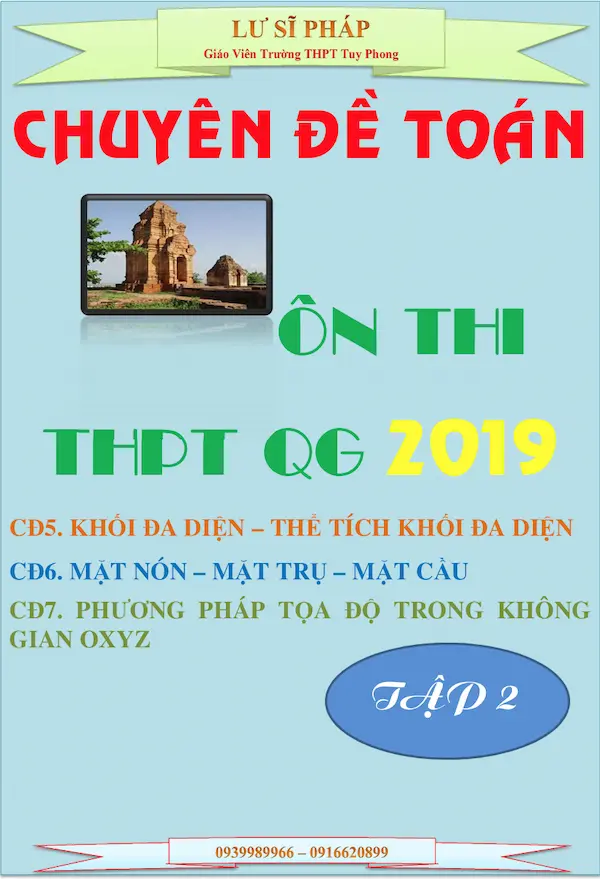 LƯ SĨ PHÁP
Giáo Viên Trường THPT Tuy Phong
CHUYÊN ĐỀ TOÁN
ÔN THI
THPT QG 2019
CĐ5. KHỐI ĐA DIỆN – THỂ TÍCH KHỐI ĐA DIỆN
CĐ6. MẶT NÓN – MẶT TRỤ – MẶT CẦU
CĐ7. PHƯƠNG PHÁP TỌA ĐỘ TRONG KHÔNG
GIAN OXYZ
TẬP 2
0939989966 – 0916620899